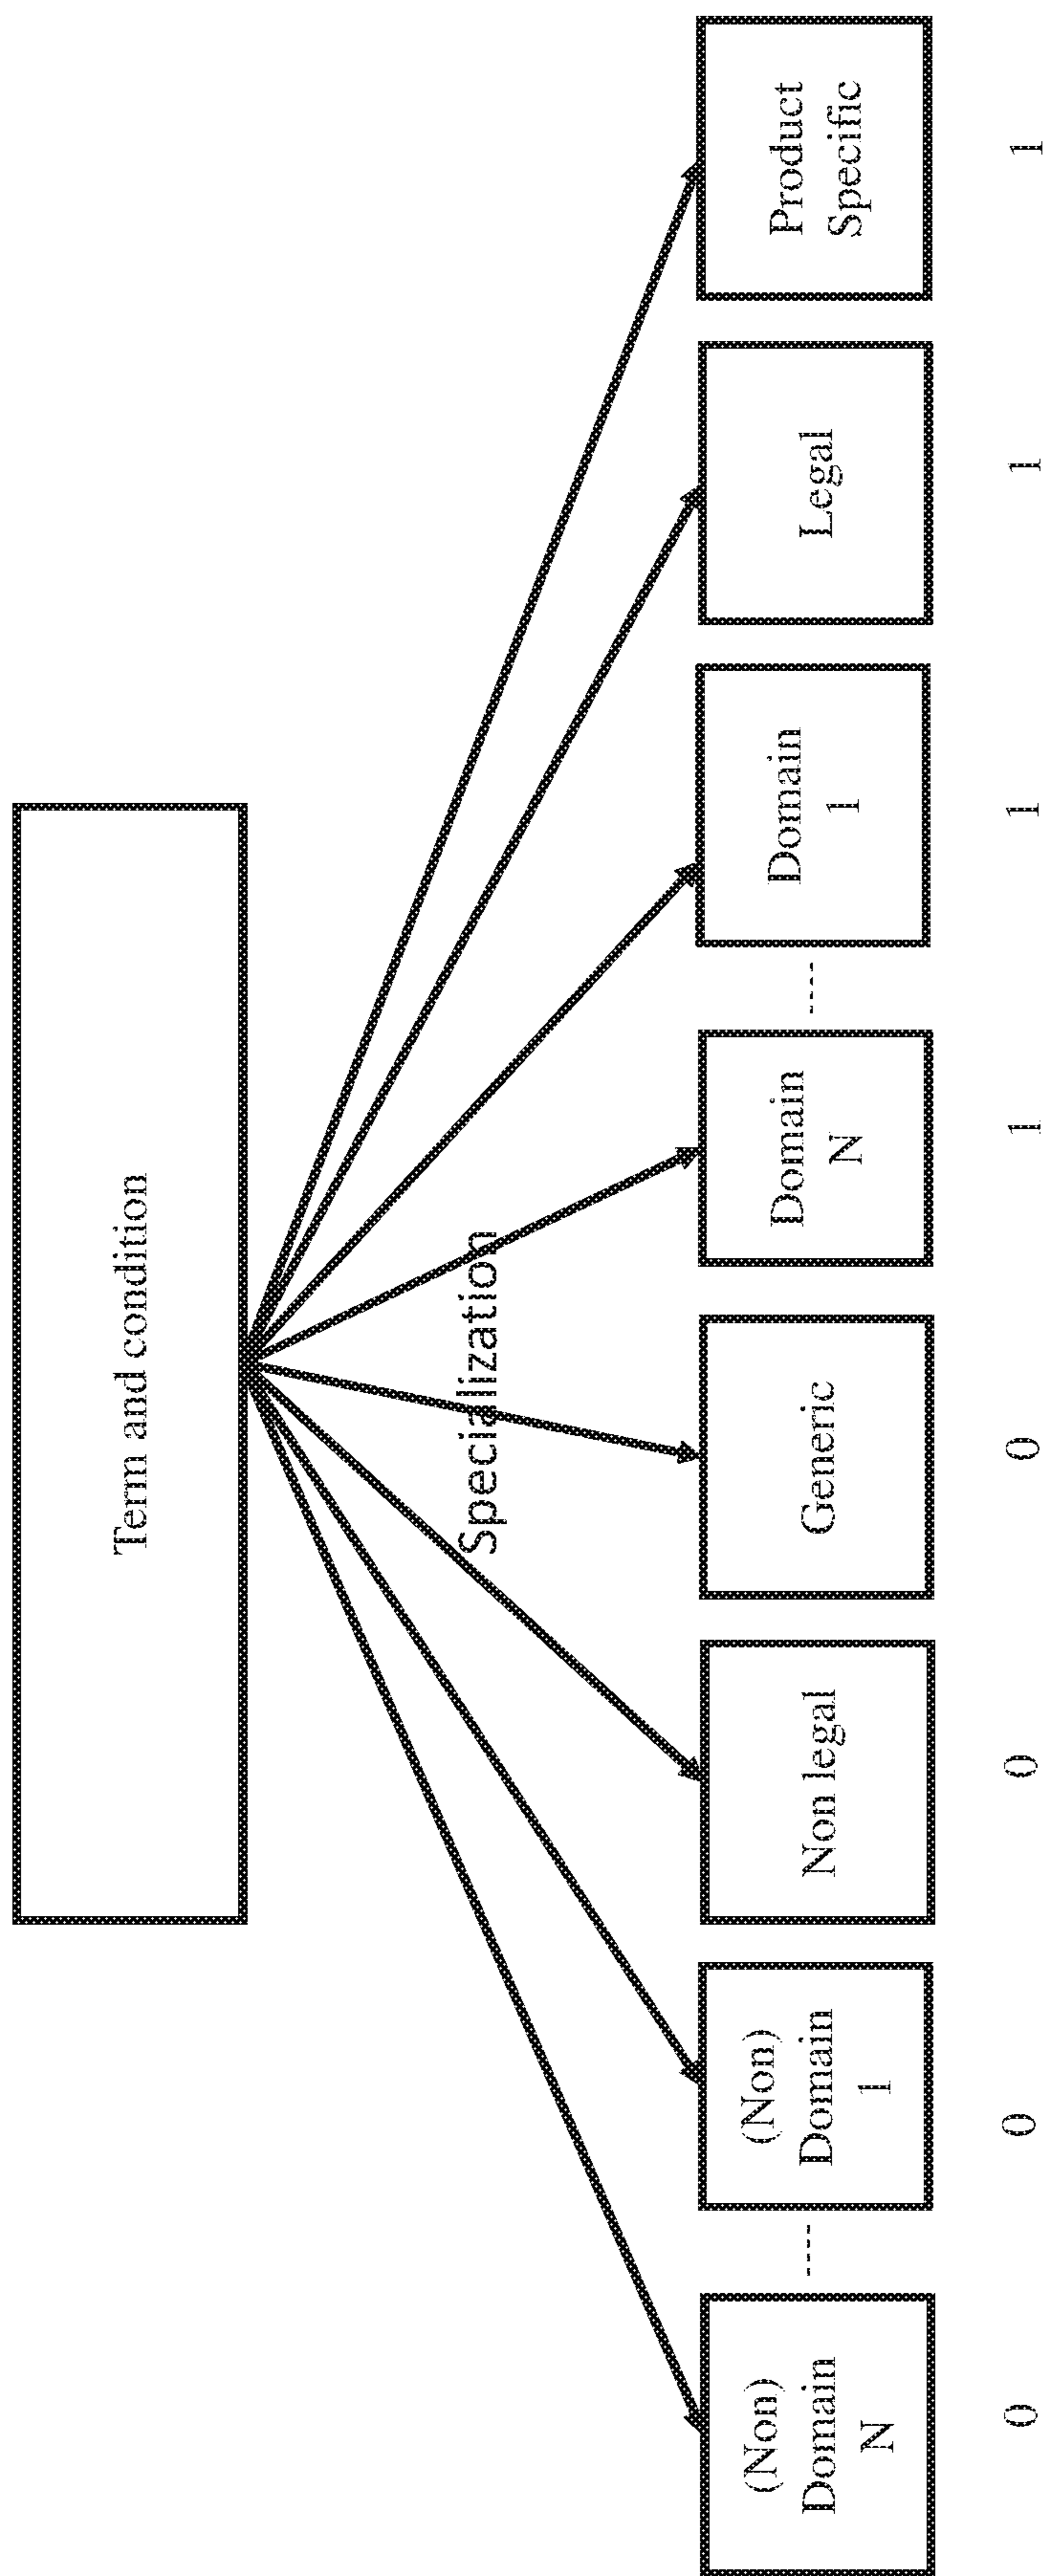 Term and condition
Specialization
(Non)
Domain
N
----
(Non)
Domain
1
Non legal
Generic
Domain
N
----
Domain
1
Legal
Product
Specific
0
0
0
0
1
1
1
1